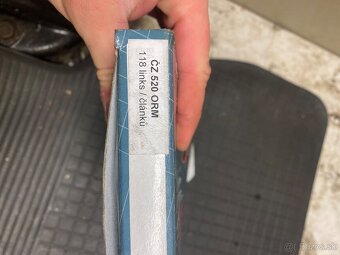 ČZ 520 ORM
118 links / článků